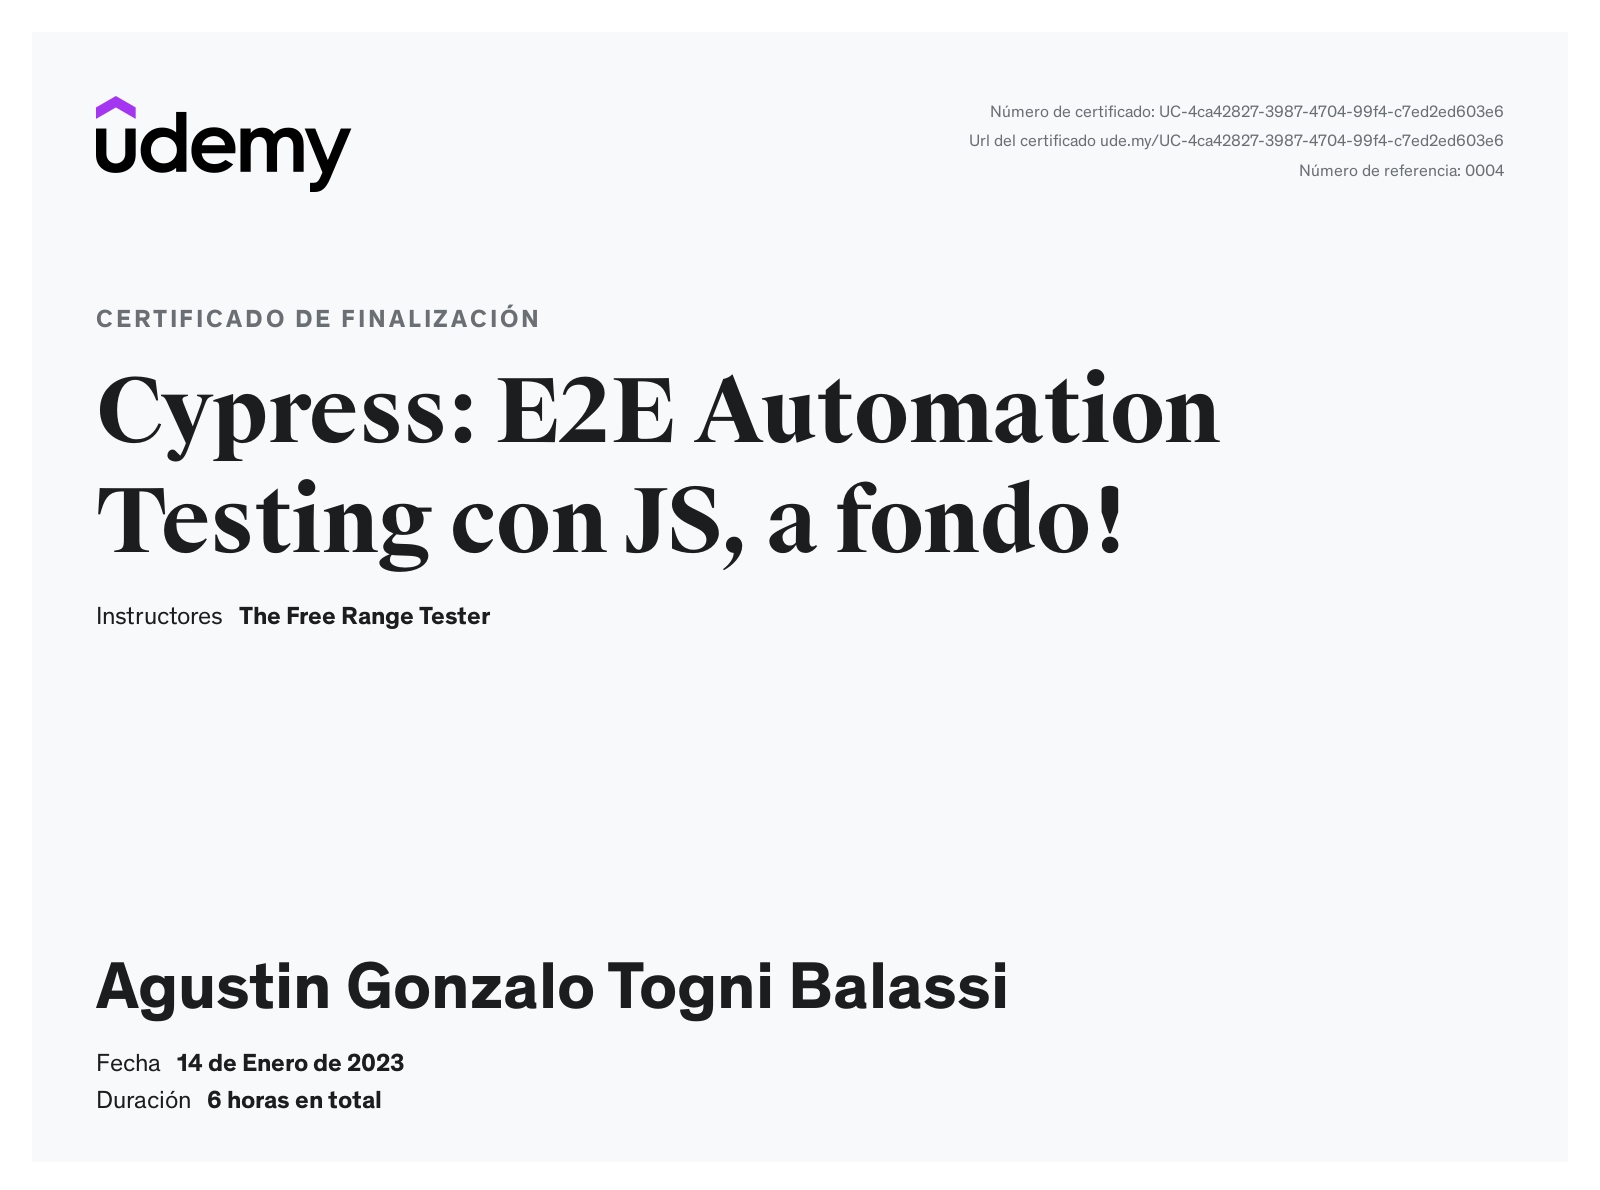 udemy
Número de certificado: UC-4ca42827-3987-4704-99f4-c7ed2ed603e6
Url del certificado ude.my/UC-4ca42827-3987-4704-99f4-c7ed2ed603e6
Número de referencia: 0004
CERTIFICADO DE FINALIZACIÓN
Cypress: E2E Automation
Testing con JS, a fondo!
Instructores The Free Range Tester
Agustin Gonzalo Togni Balassi
Fecha 14 de Enero de 2023
Duración 6 horas en total